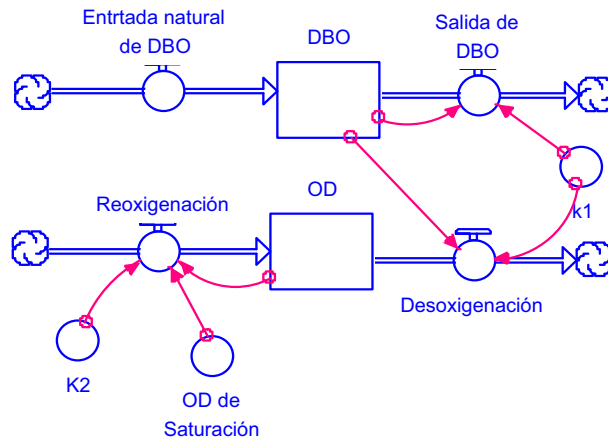 Entrtada natural
de DBO
DBO
Salida de
DBO
k1
Reoxigenación
OD
Desoxigenación
K2
OD de
Saturación